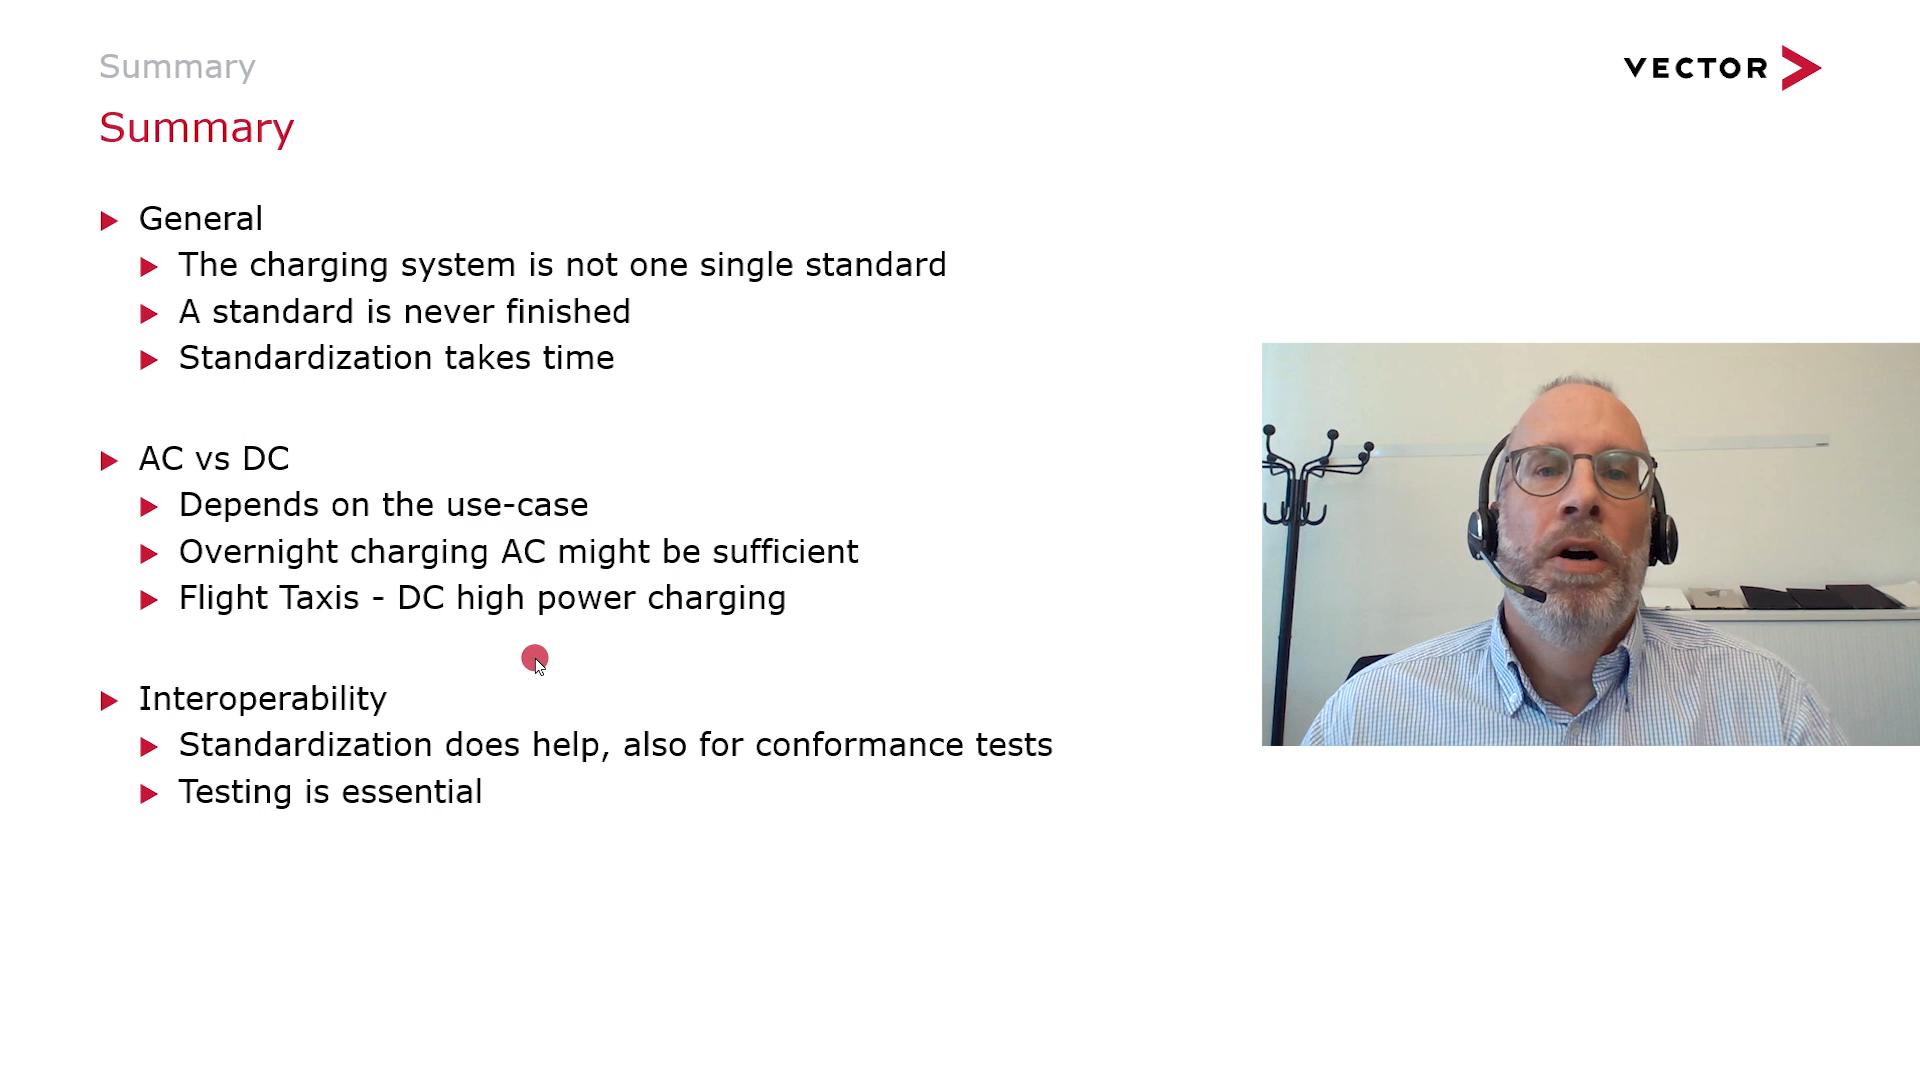 Summary
VECTOR
Summary
General
The charging system is not one single standard
A standard is never finished
Standardization takes time
AC vs DC
Depends on the use-case
Overnight charging AC might be sufficient
Flight Taxis - DC high power charging
Interoperability
Standardization does help, also for conformance tests
Testing is essential